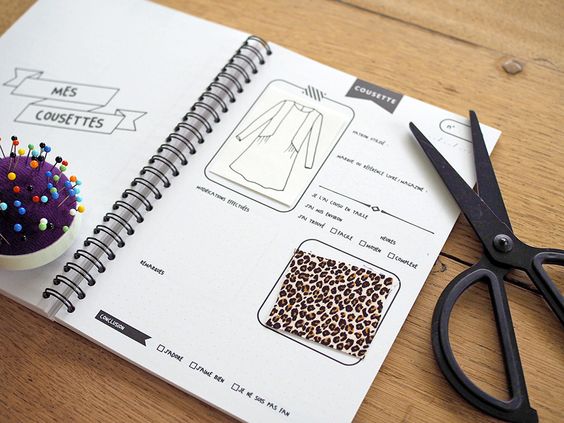 MES
COUSETTES
COUSETTE
N°
PATRON UTILISÉ :
MARQUE OU RÉFÉRENCE LIVRE/MAGAZINE :
JE L'AI COUSU EN TAILLE
J'AI MIS ENVIRON HEURES
J'AI TROUVÉ FACILE MOYEN COMPLEXE
MODIFICATIONS EFFECTUÉES
REMARQUES
CONCLUSION
J'ADORE J'AIME BIEN JE NE SUIS PAS FAN